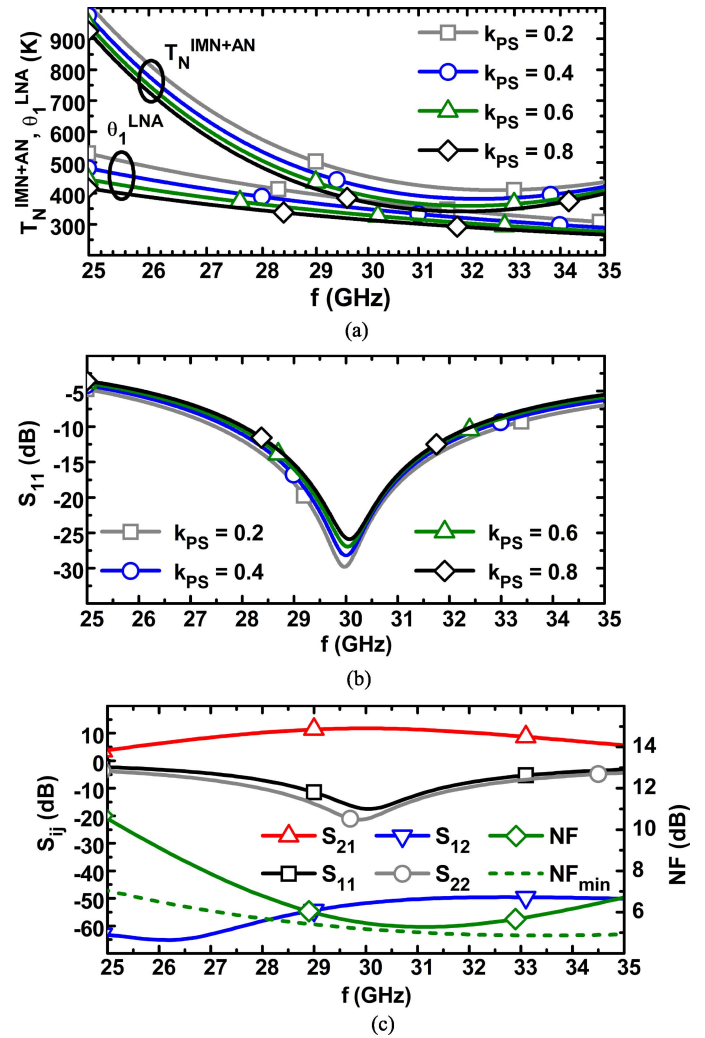 T_N^IMN+AN, θ_1^LNA (K)
900
800
700
600
500
400
300
T_N^IMN+AN
θ_1^LNA
k_PS = 0.2
k_PS = 0.4
k_PS = 0.6
k_PS = 0.8
25 26 27 28 29 30 31 32 33 34 35
f (GHz)
(a)
S_11 (dB)
-5
-10
-15
-20
-25
-30
k_PS = 0.2 k_PS = 0.6
k_PS = 0.4 k_PS = 0.8
25 26 27 28 29 30 31 32 33 34 35
f (GHz)
(b)
S_ij (dB)
10
0
-10
-20
-30
-40
-50
-60
14
12
10
8
6
NF (dB)
S_21 S_12 NF
S_11 S_22 NF_min
25 26 27 28 29 30 31 32 33 34 35
f (GHz)
(c)